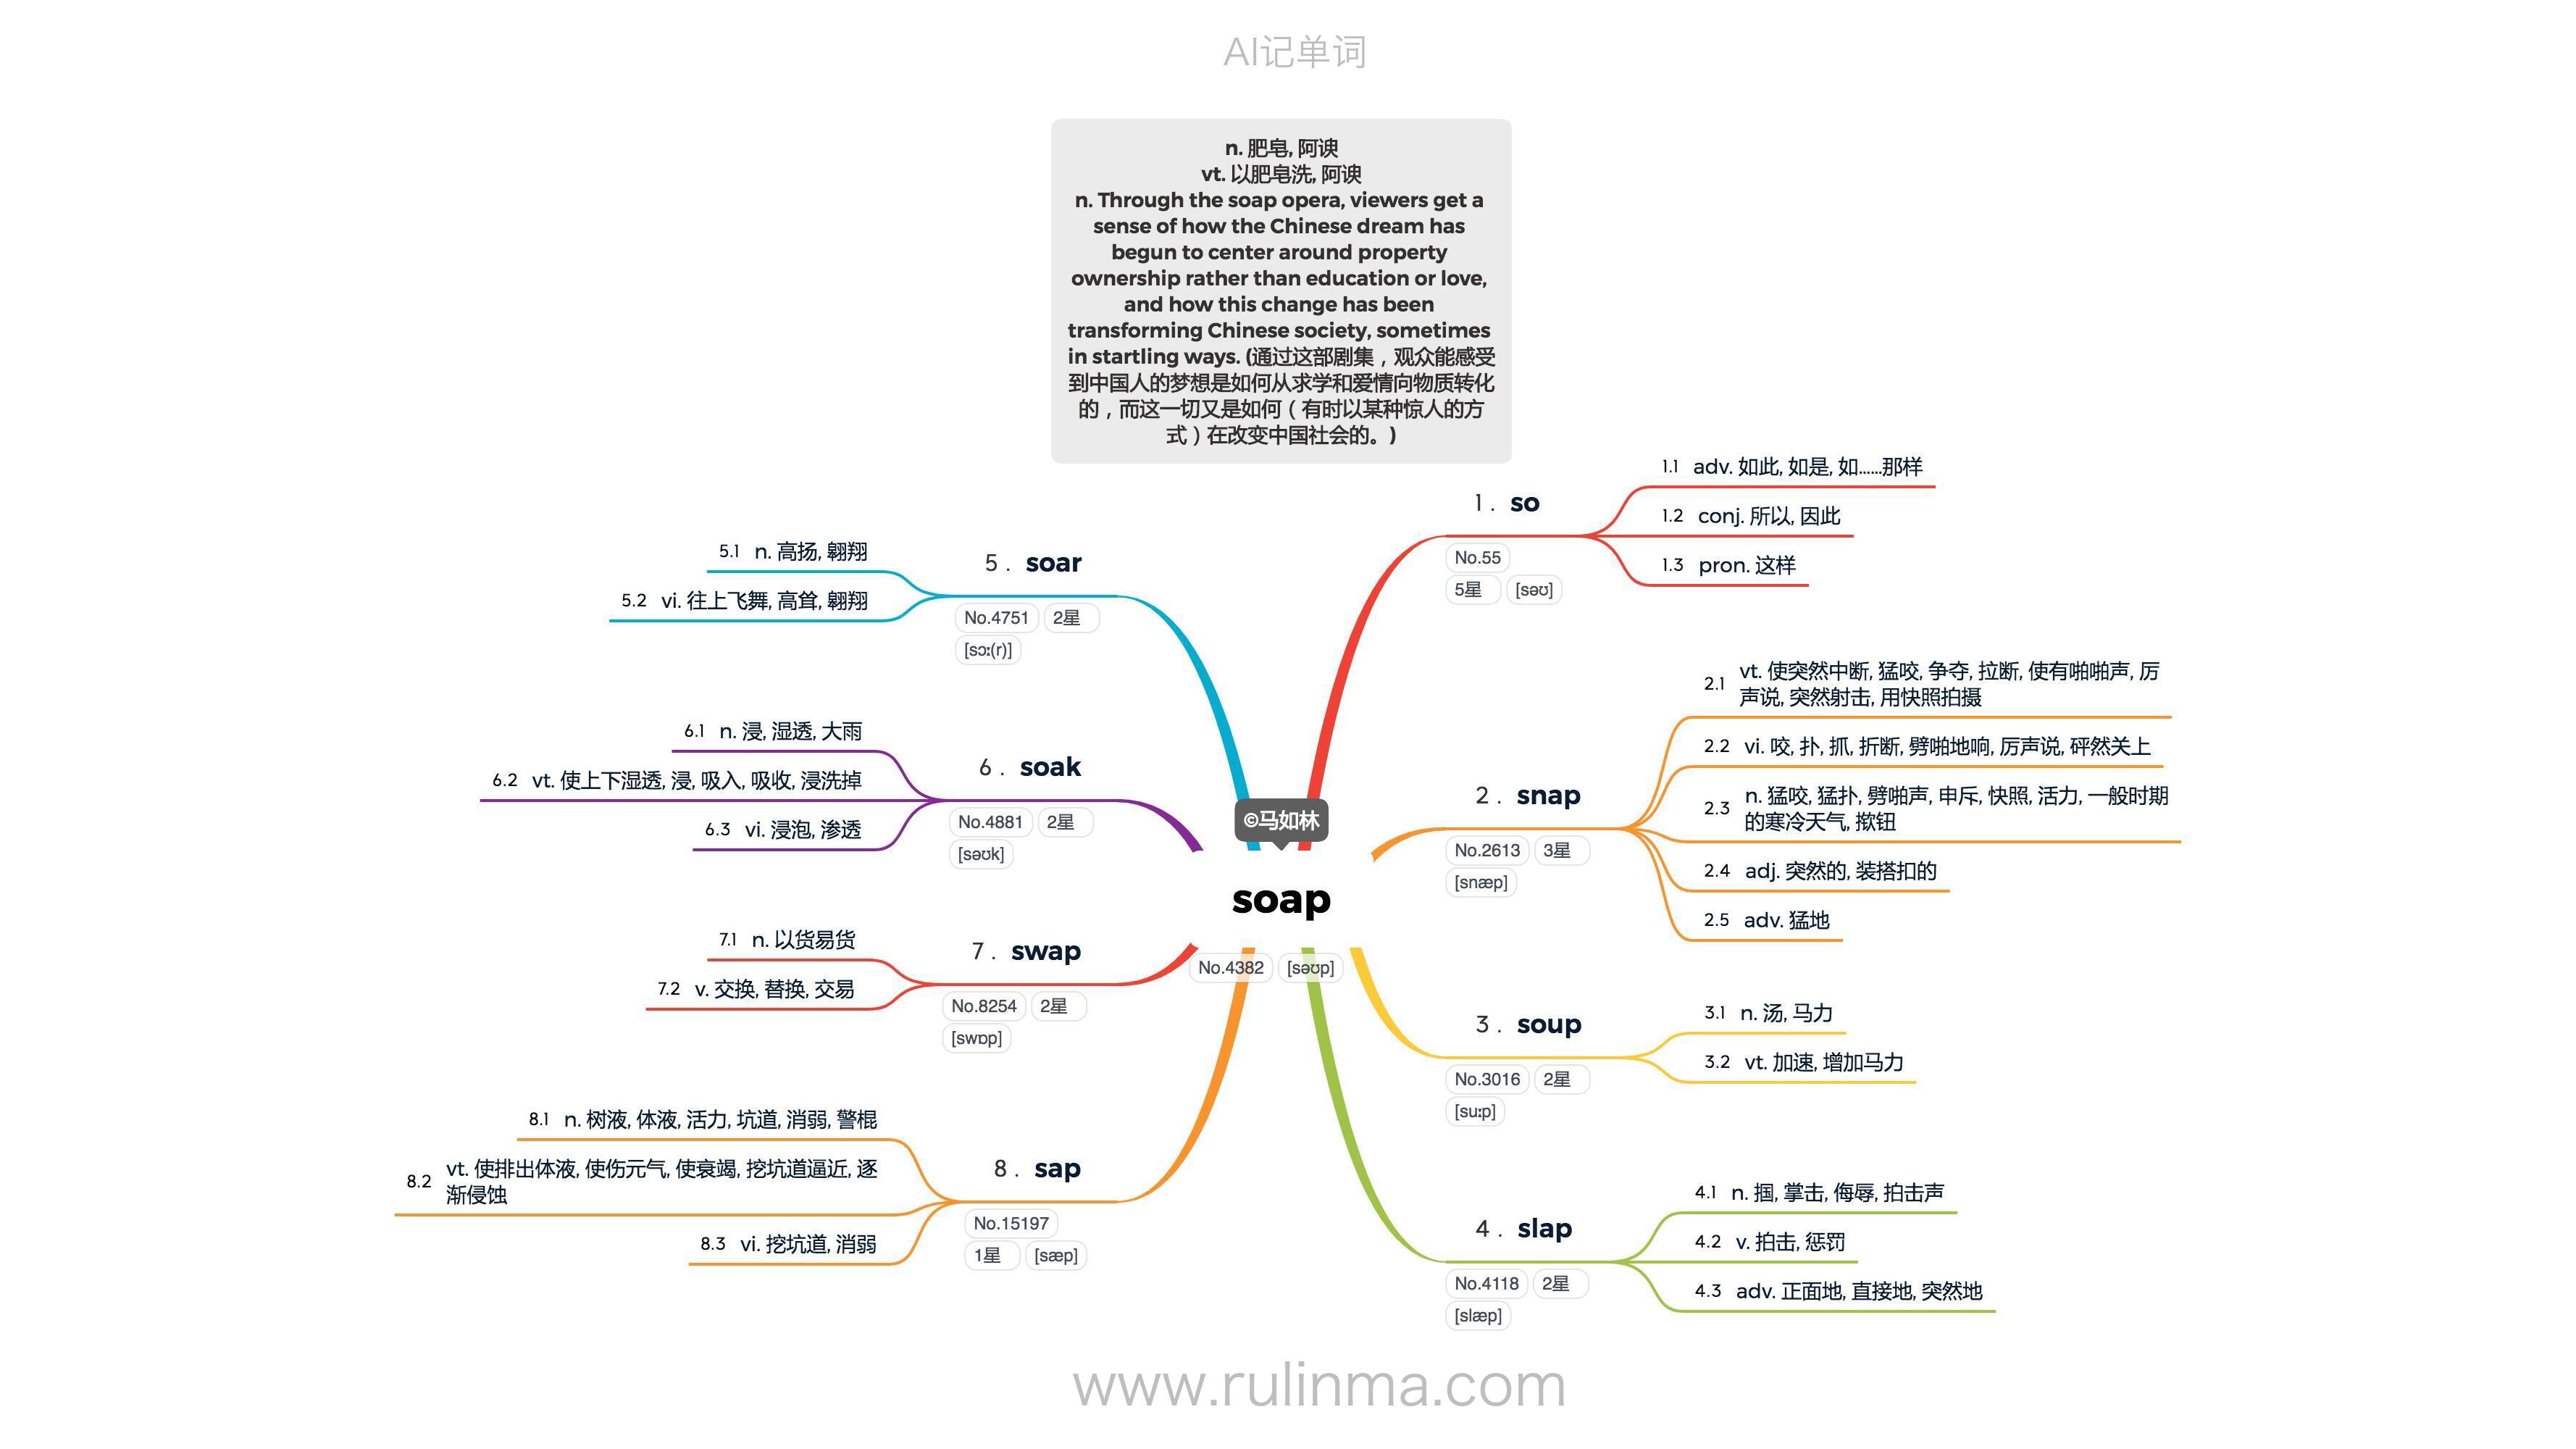 AI记单词
n. 肥皂, 阿谀
vt. 以肥皂洗, 阿谀
n. Through the soap opera, viewers get a
sense of how the Chinese dream has
begun to center around property
ownership rather than education or love,
and how this change has been
transforming Chinese society, sometimes
in startling ways. (通过这部剧集，观众能感受
到中国人的梦想是如何从求学和爱情向物质转化
的，而这一切又是如何（有时以某种惊人的方
式）在改变中国社会的。)
©马如林
soap
No.4382 [səʊp]
1. so
No.55
5星 [səʊ]
1.1 adv. 如此, 如是, 如......那样
1.2 conj. 所以, 因此
1.3 pron. 这样
2. snap
No.2613 3星
[snæp]
2.1 vt. 使突然中断, 猛咬, 争夺, 拉断, 使有啪啪声, 厉
声说, 突然射击, 用快照拍摄
2.2 vi. 咬, 扑, 抓, 折断, 劈啪地响, 厉声说, 砰然关上
2.3 n. 猛咬, 猛扑, 劈啪声, 申斥, 快照, 活力, 一般时期
的寒冷天气, 揿钮
2.4 adj. 突然的, 装搭扣的
2.5 adv. 猛地
3. soup
No.3016 2星
[suːp]
3.1 n. 汤, 马力
3.2 vt. 加速, 增加马力
4. slap
No.4118 2星
[slæp]
4.1 n. 掴, 掌击, 侮辱, 拍击声
4.2 v. 拍击, 惩罚
4.3 adv. 正面地, 直接地, 突然地
5. soar
No.4751 2星
[sɔː(r)]
5.1 n. 高扬, 翱翔
5.2 vi. 往上飞舞, 高耸, 翱翔
6. soak
No.4881 2星
[səʊk]
6.1 n. 浸, 湿透, 大雨
6.2 vt. 使上下湿透, 浸, 吸入, 吸收, 浸洗掉
6.3 vi. 浸泡, 渗透
7. swap
No.8254 2星
[swɒp]
7.1 n. 以货易货
7.2 v. 交换, 替换, 交易
8. sap
No.15197
1星 [sæp]
8.1 n. 树液, 体液, 活力, 坑道, 消弱, 警棍
8.2 vt. 使排出体液, 使伤元气, 使衰竭, 挖坑道逼近, 逐
渐侵蚀
8.3 vi. 挖坑道, 消弱
www.rulinma.com